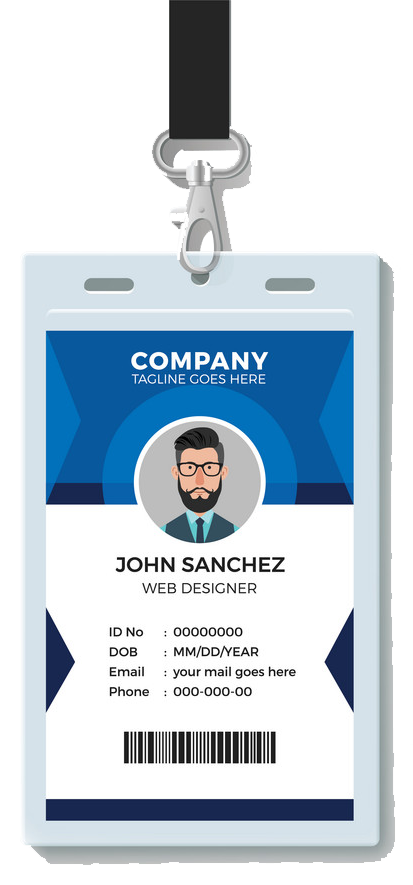 COMPANY
TAGLINE GOES HERE
JOHN SANCHEZ
WEB DESIGNER
ID No : 00000000
DOB : MM/DD/YEAR
Email : your mail goes here
Phone : 000-000-00